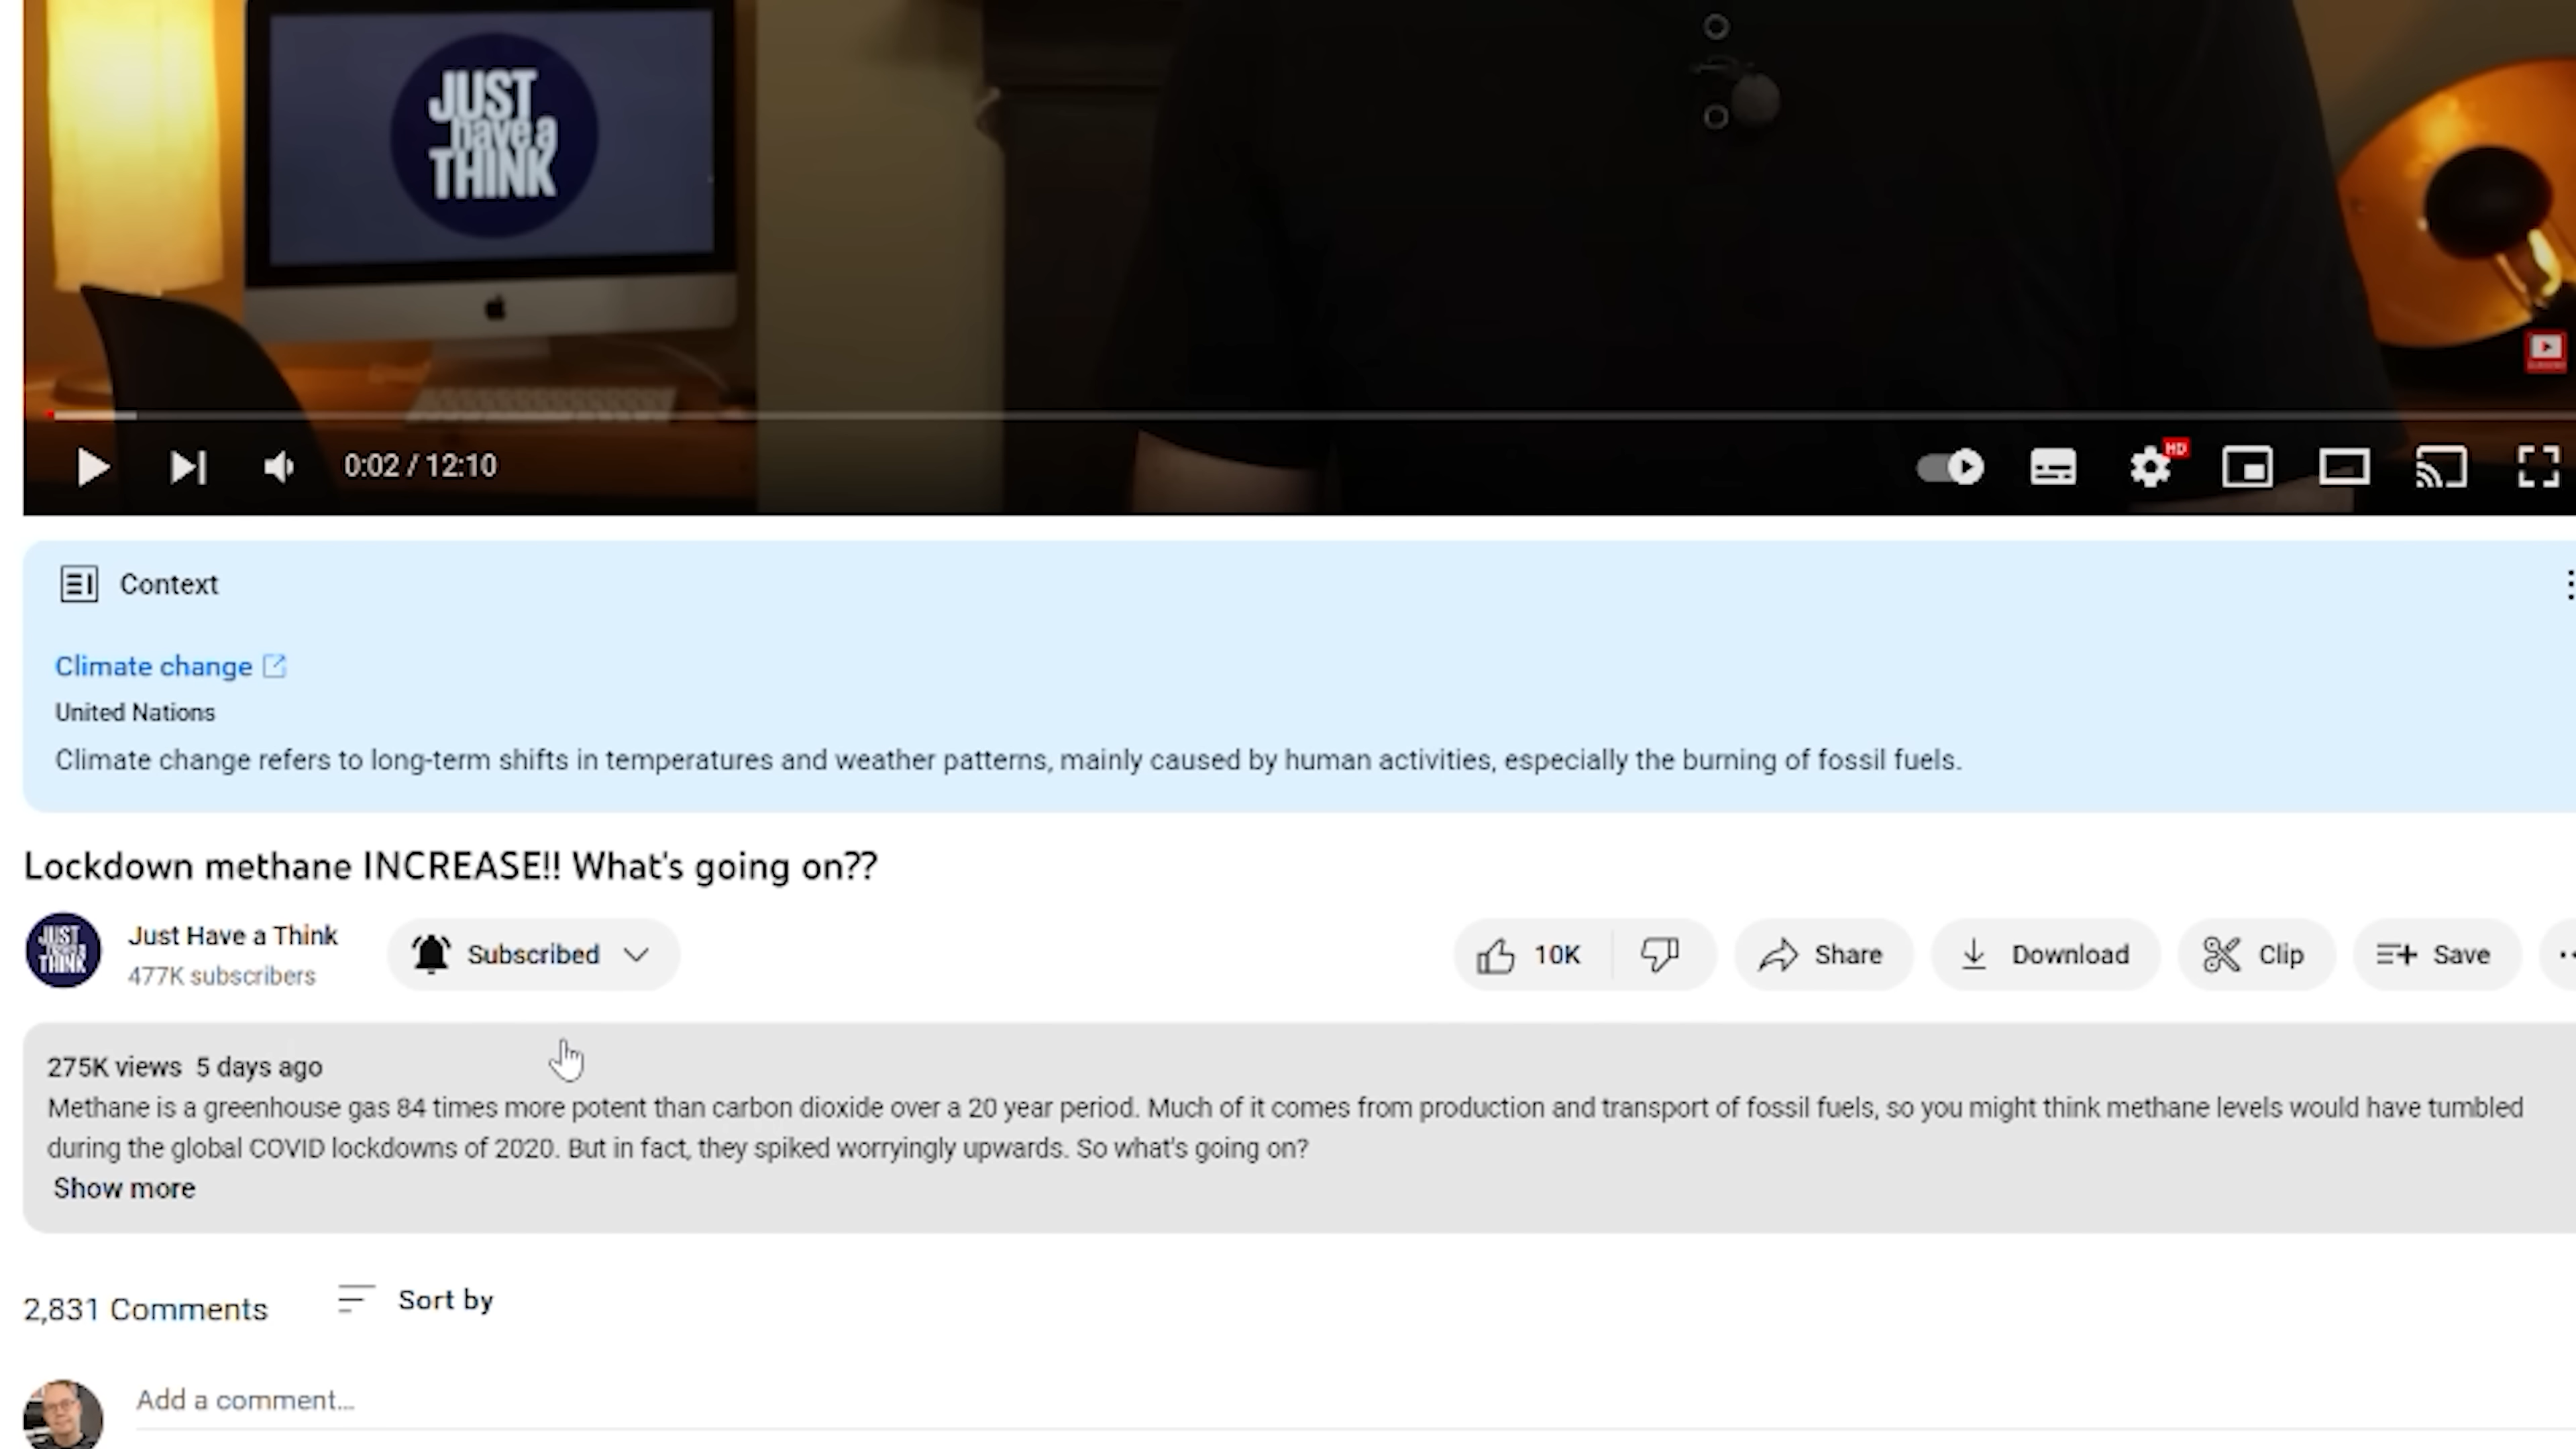 JUST
have a
THINK
0:02 / 12:10
HD
Context
Climate change
United Nations
Climate change refers to long-term shifts in temperatures and weather patterns, mainly caused by human activities, especially the burning of fossil fuels.
Lockdown methane INCREASE!! What's going on??
JUST
have a
THINK
Just Have a Think
477K subscribers
Subscribed
10K
Share
Download
Clip
Save
275K views 5 days ago
Methane is a greenhouse gas 84 times more potent than carbon dioxide over a 20 year period. Much of it comes from production and transport of fossil fuels, so you might think methane levels would have tumbled
during the global COVID lockdowns of 2020. But in fact, they spiked worryingly upwards. So what's going on?
Show more
2,831 Comments
Sort by
Add a comment...